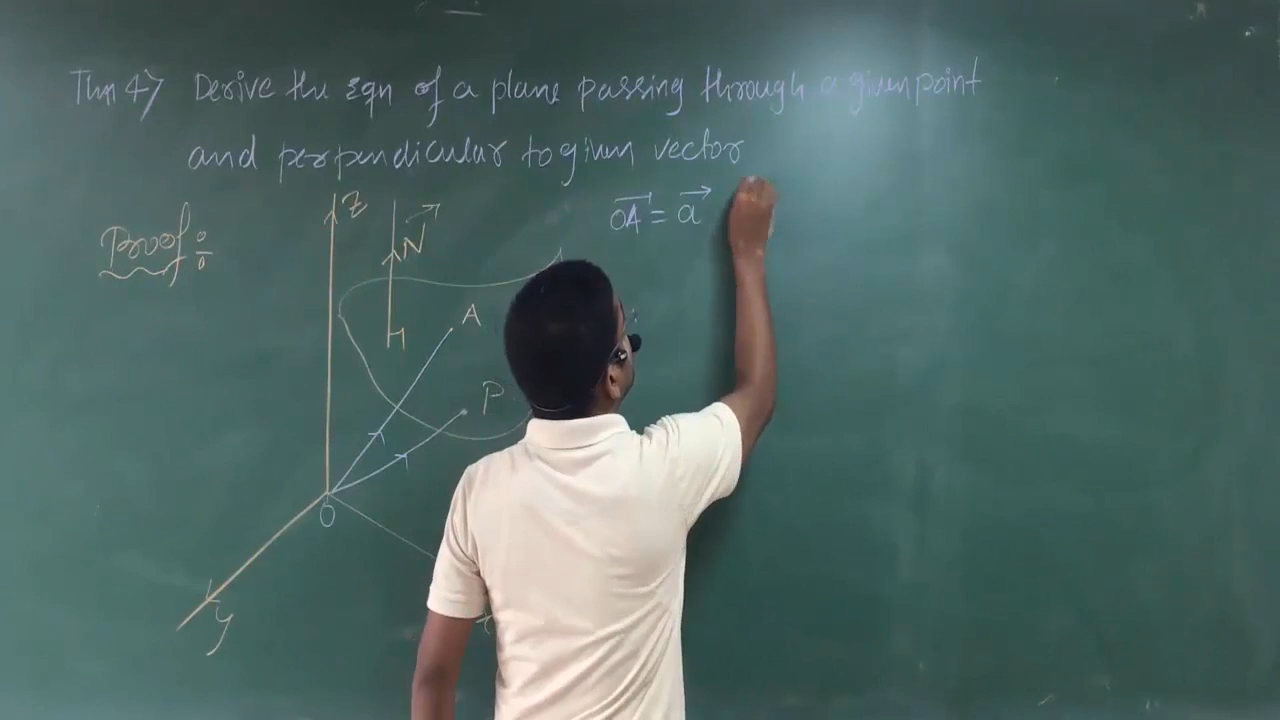 Thm 4) Derive the Eqn of a plane passing through a given point
and perpendicular to given vector
Proof:
Z
N⃗
OA⃗ = a⃗
A
P
O
y